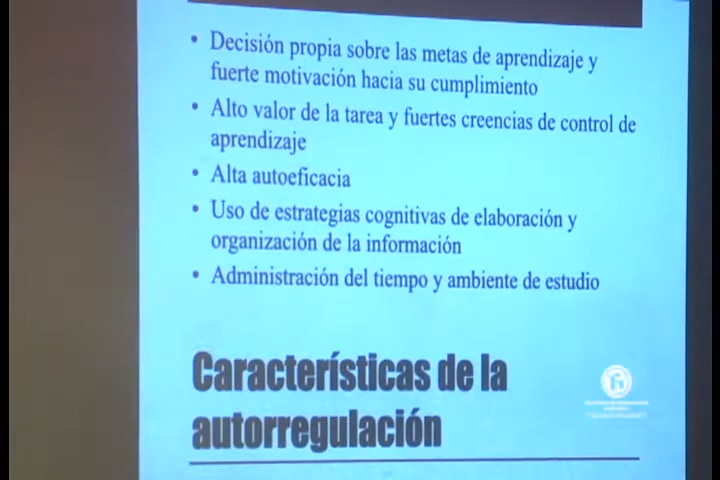 • Decisión propia sobre las metas de aprendizaje y
fuerte motivación hacia su cumplimiento
• Alto valor de la tarea y fuertes creencias de control de
aprendizaje
• Alta autoeficacia
• Uso de estrategias cognitivas de elaboración y
organización de la información
• Administración del tiempo y ambiente de estudio
Características de la
autorregulación